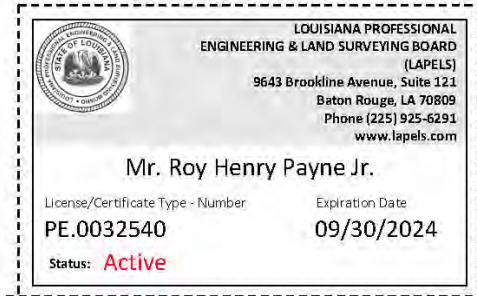 LOUISIANA PROFESSIONAL
ENGINEERING & LAND SURVEYING BOARD
(LAPELS)
9643 Brookline Avenue, Suite 121
Baton Rouge, LA 70809
Phone (225) 925-6291
www.lapels.com
STATE OF LOUISIANA
Mr. Roy Henry Payne Jr.
License/Certificate Type - Number
Expiration Date
PE.0032540
09/30/2024
Status: Active